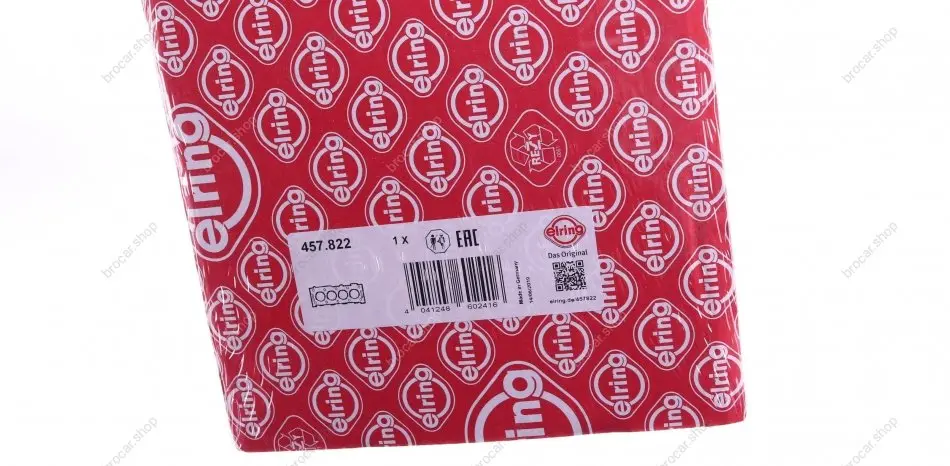 457.822
1 X
EAC
elring
Das Original
4 041248 602416
Made in Germany
elring.de/457822
REZY
elring
brocar.shop